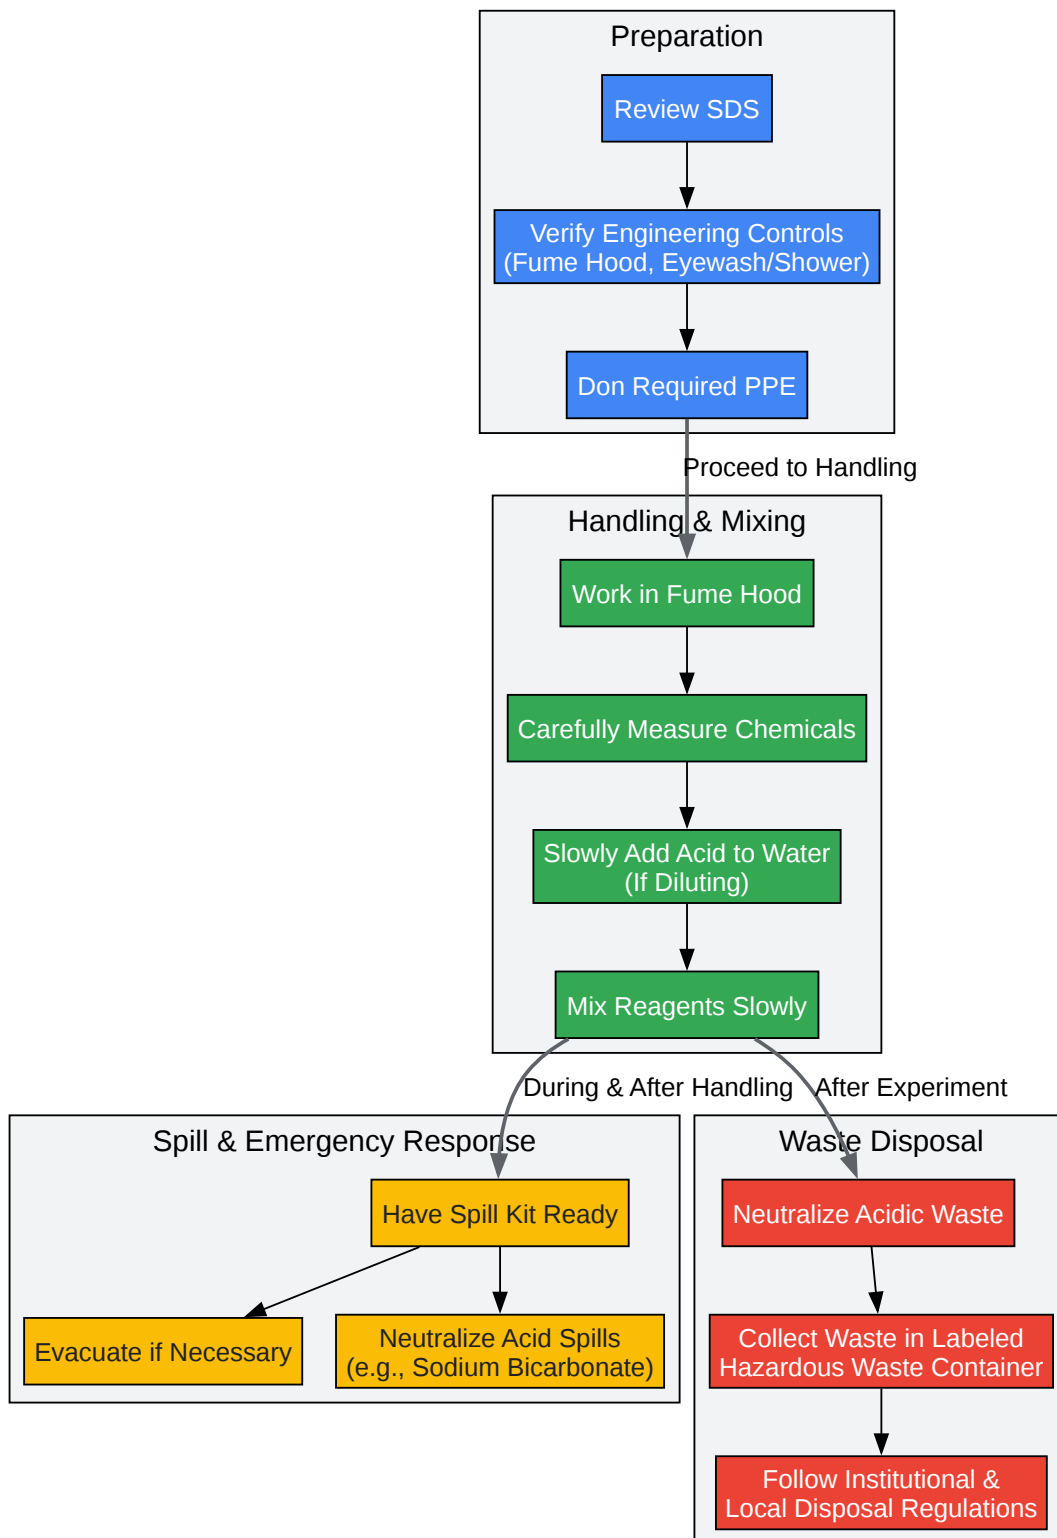 Preparation
Review SDS
Verify Engineering Controls
(Fume Hood, Eyewash/Shower)
Don Required PPE
Proceed to Handling
Handling & Mixing
Work in Fume Hood
Carefully Measure Chemicals
Slowly Add Acid to Water
(If Diluting)
Mix Reagents Slowly
During & After Handling
After Experiment
Spill & Emergency Response
Have Spill Kit Ready
Evacuate if Necessary
Neutralize Acid Spills
(e.g., Sodium Bicarbonate)
Waste Disposal
Neutralize Acidic Waste
Collect Waste in Labeled
Hazardous Waste Container
Follow Institutional &
Local Disposal Regulations